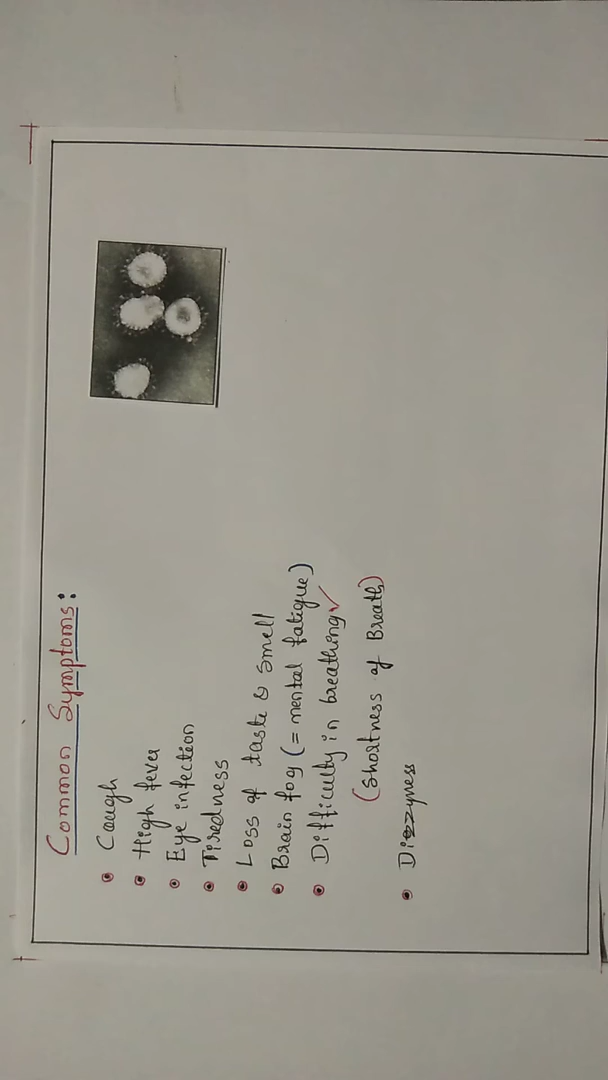 Common Symptoms:
• Cough
• High fever
• Eye infection
• Tiredness
• Loss of taste & smell
• Brain fog (= mental fatigue)
• Difficulty in breathing✓
(Shortness of Breath)
• Dizzyness